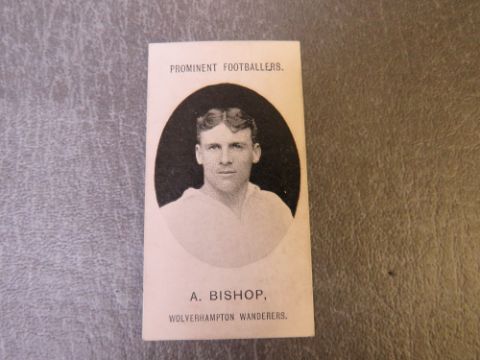 PROMINENT FOOTBALLERS.
A. BISHOP,
WOLVERHAMPTON WANDERERS.